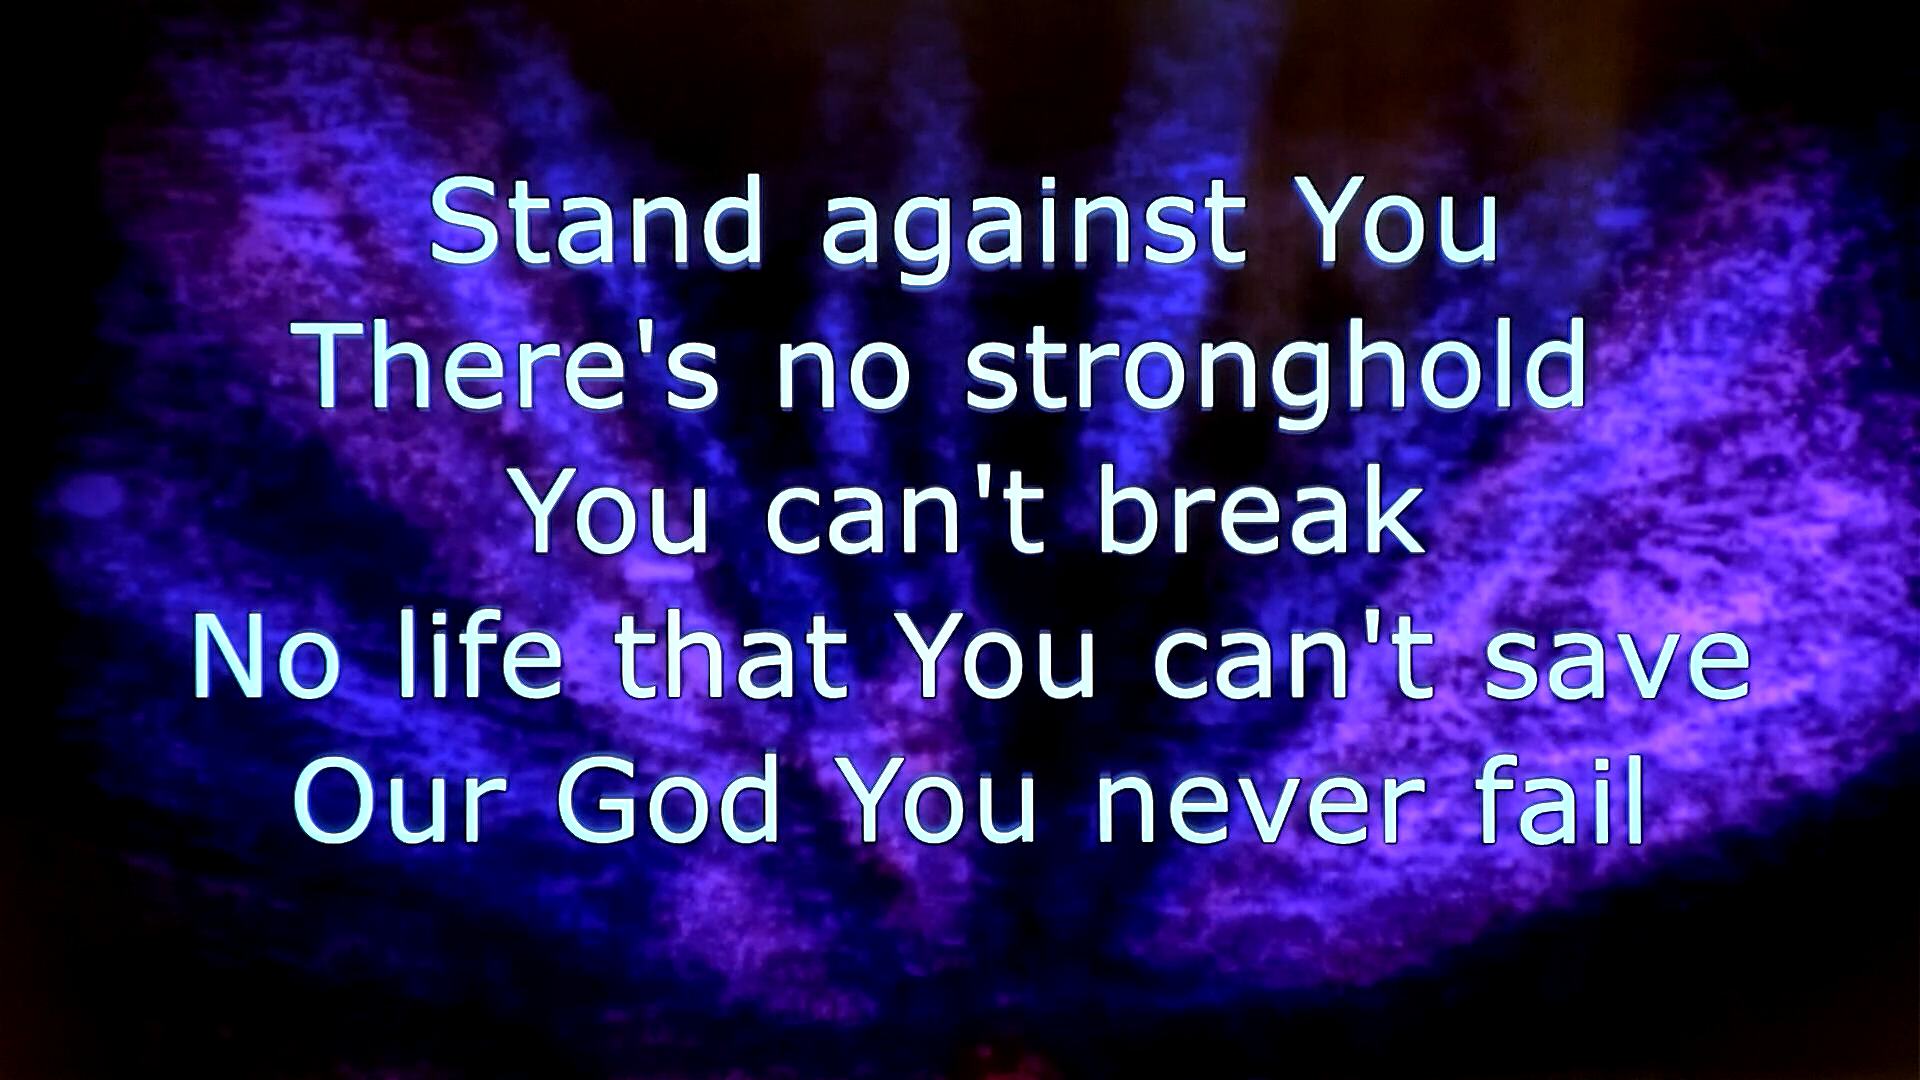 Stand against You
There's no stronghold
You can't break
No life that You can't save
Our God You never fail